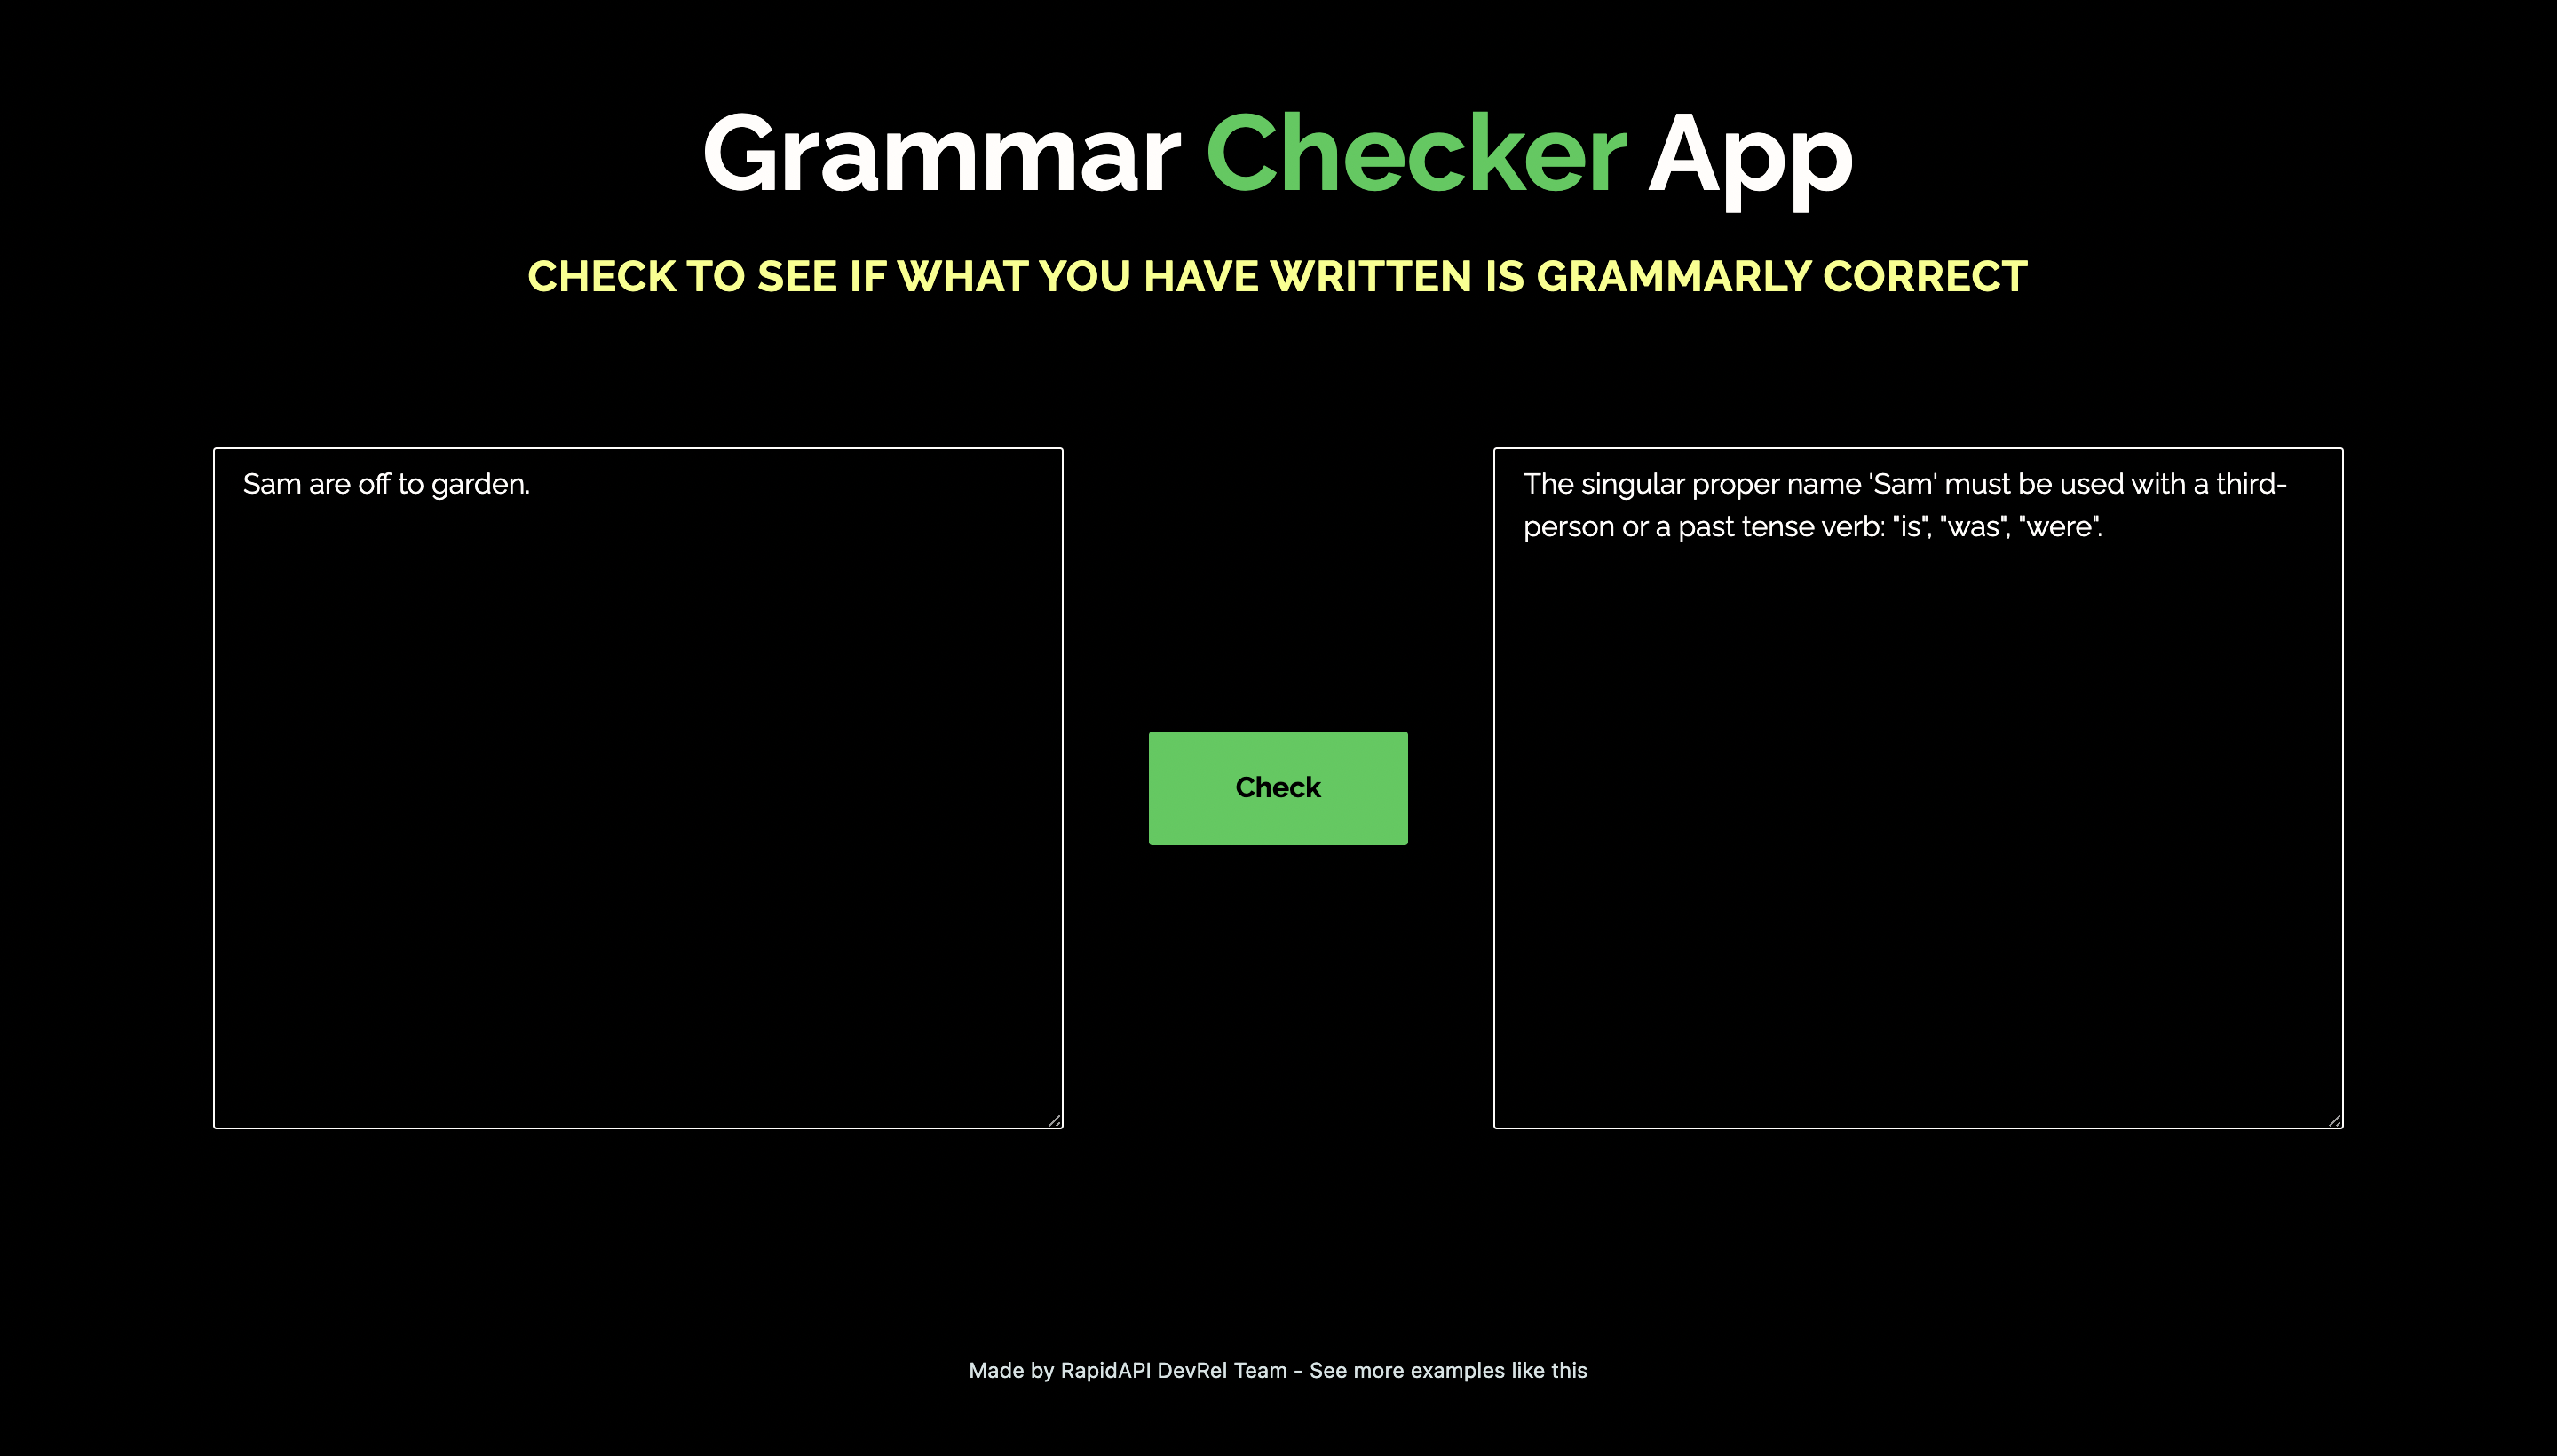 Grammar Checker App
CHECK TO SEE IF WHAT YOU HAVE WRITTEN IS GRAMMARLY CORRECT
Sam are off to garden.
Check
The singular proper name 'Sam' must be used with a third-
person or a past tense verb: "is", "was", "were".
Made by RapidAPI DevRel Team - See more examples like this